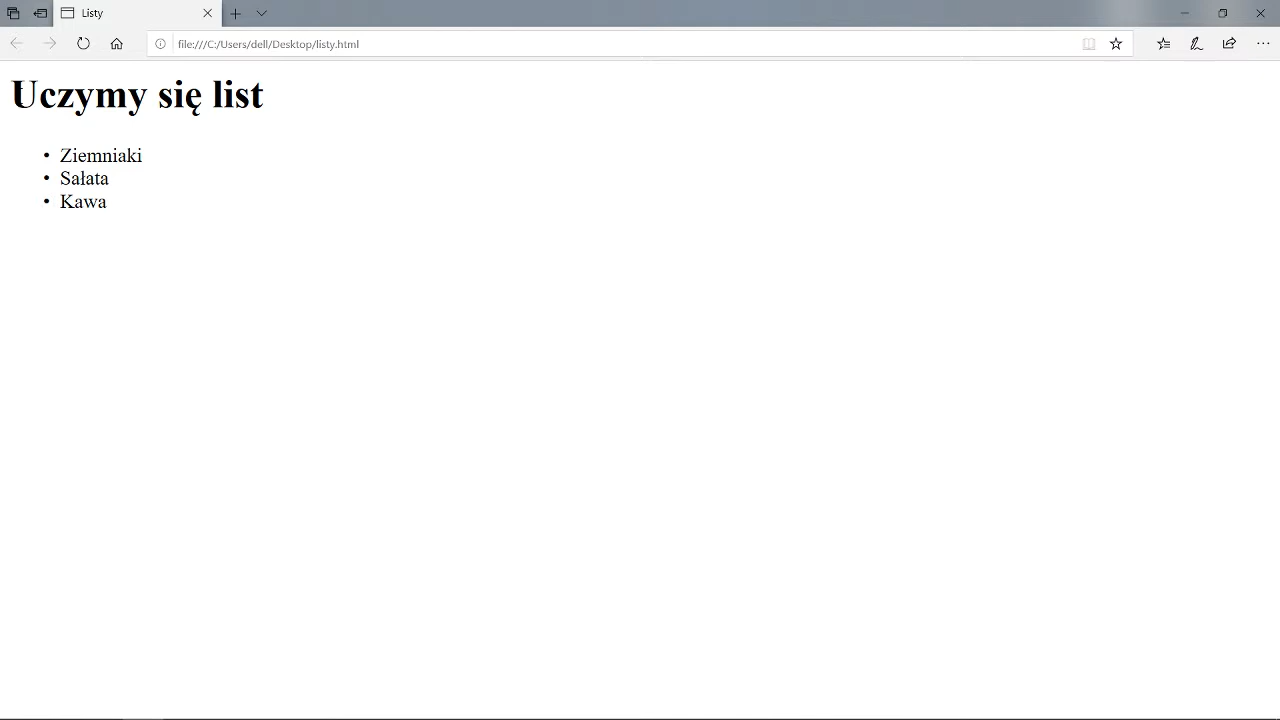 Listy
file:///C:/Users/dell/Desktop/listy.html
Uczymy się list
• Ziemniaki
• Sałata
• Kawa